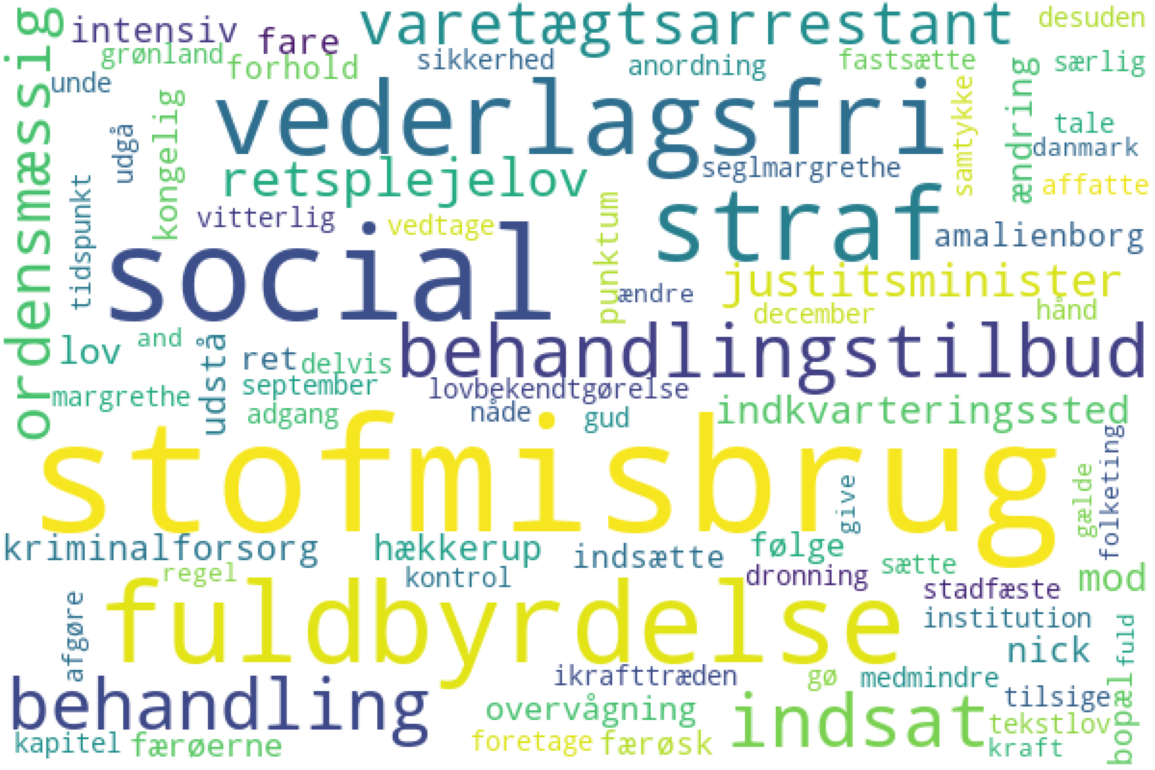 intensiv
fare
varetægtsarrestant
desuden
grønland
forhold
sikkerhed
anordning
fastsætte
særlig
unde
ordensmæssig
udgå
kongelig
vederlagsfri
samtykke
ændring
tale
danmark
seglmargrethe
retsplejelov
affatte
tidspunkt
vitterlig
vedtage
punktum
straf
amalienborg
social
ændre
justitsminister
december
hånd
lov
and
udstå
ret
delvis
behandlingstilbud
margrethe
september
lovbekendtgørelse
adgang
nåde
gud
indkvarteringssted
stofmisbrug
give
gælde
folketing
kriminalforsorg
hækkerup
indsætte
følge
sætte
regel
kontrol
dronning
stadfæste
mod
afgøre
fuldbyrdelse
institution
nick
bopæl
fuld
ikrafttræden
gø
medmindre
tilsige
behandling
overvågning
indsat
tekstlov
kapitel
færøerne
foretage
færøsk
kraft